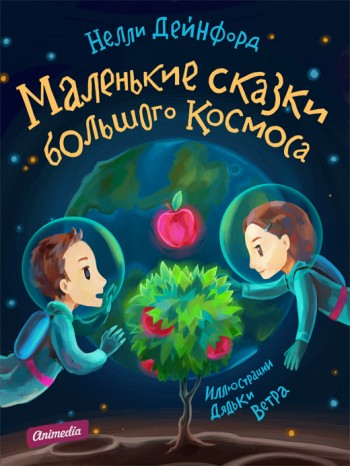 Нелли Дейнфорд
Маленькие сказки
большого Космоса
Иллюстрации
Дядьки
Ветра
Animedia